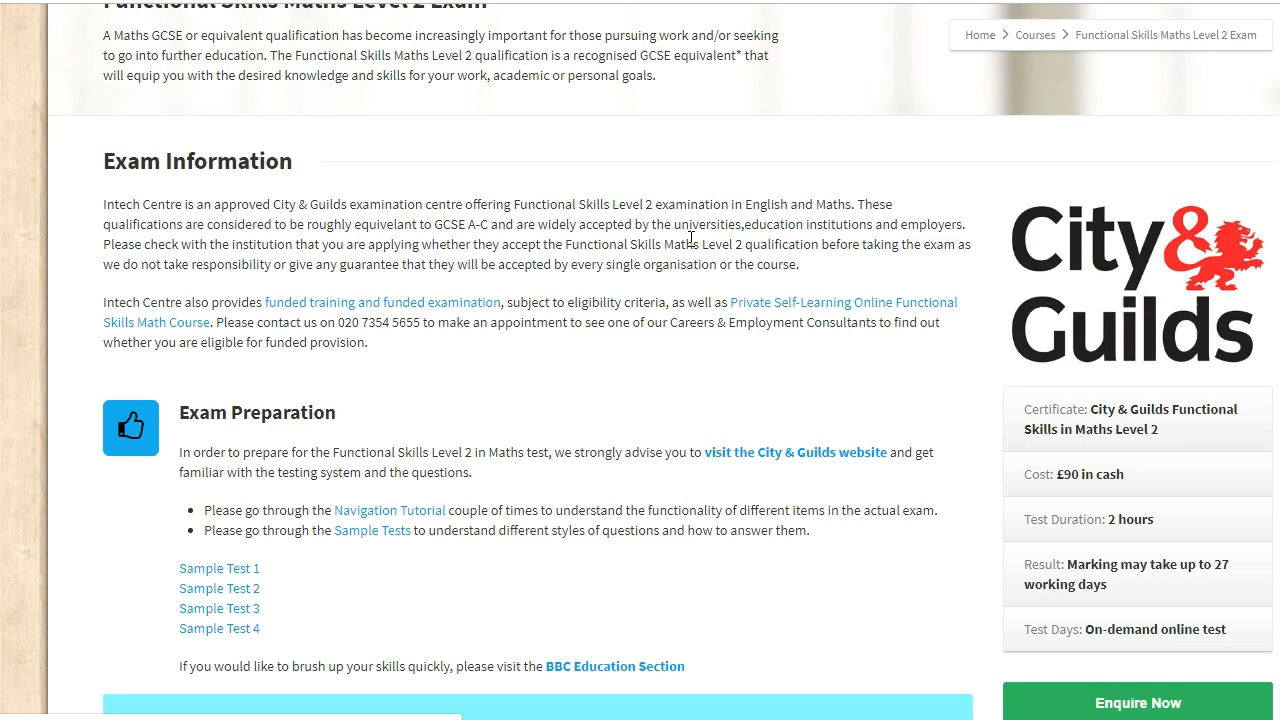 Functional Skills Maths Level 2 Exam
A Maths GCSE or equivalent qualification has become increasingly important for those pursuing work and/or seeking
to go into further education. The Functional Skills Maths Level 2 qualification is a recognised GCSE equivalent* that
will equip you with the desired knowledge and skills for your work, academic or personal goals.
Home > Courses > Functional Skills Maths Level 2 Exam
Exam Information
Intech Centre is an approved City & Guilds examination centre offering Functional Skills Level 2 examination in English and Maths. These
qualifications are considered to be roughly equivelant to GCSE A-C and are widely accepted by the universities,education institutions and employers.
Please check with the institution that you are applying whether they accept the Functional Skills Maths Level 2 qualification before taking the exam as
we do not take responsibility or give any guarantee that they will be accepted by every single organisation or the course.
Intech Centre also provides funded training and funded examination, subject to eligibility criteria, as well as Private Self-Learning Online Functional
Skills Math Course. Please contact us on 020 7354 5655 to make an appointment to see one of our Careers & Employment Consultants to find out
whether you are eligible for funded provision.
Exam Preparation
In order to prepare for the Functional Skills Level 2 in Maths test, we strongly advise you to visit the City & Guilds website and get
familiar with the testing system and the questions.
• Please go through the Navigation Tutorial couple of times to understand the functionality of different items in the actual exam.
• Please go through the Sample Tests to understand different styles of questions and how to answer them.
Sample Test 1
Sample Test 2
Sample Test 3
Sample Test 4
If you would like to brush up your skills quickly, please visit the BBC Education Section
City&
Guilds
Certificate: City & Guilds Functional
Skills in Maths Level 2
Cost: £90 in cash
Test Duration: 2 hours
Result: Marking may take up to 27
working days
Test Days: On-demand online test
Enquire Now